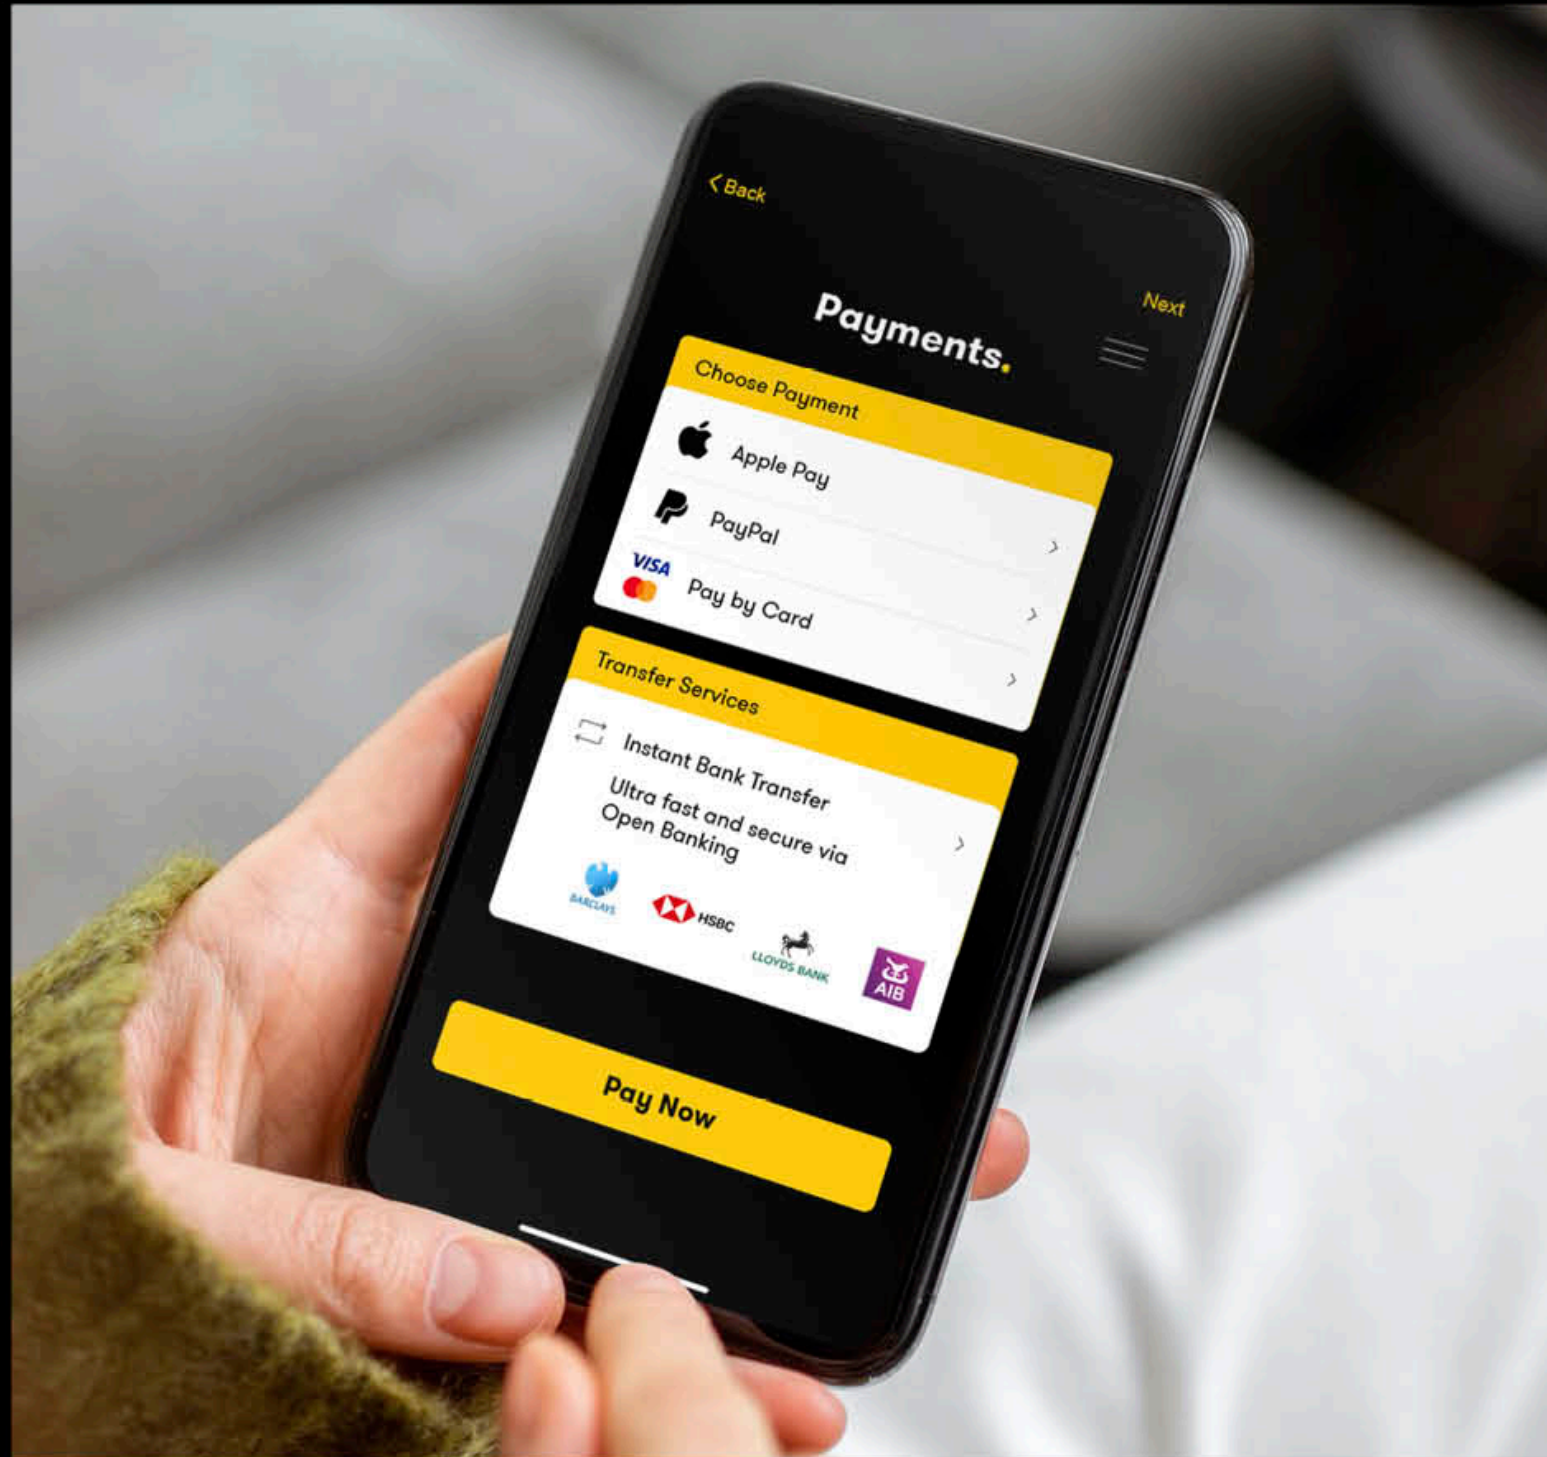 Back
Next
Payments.
Choose Payment
Apple Pay
PayPal
VISA
Pay by Card
Transfer Services
Instant Bank Transfer
Ultra fast and secure via
Open Banking
BARCLAYS
HSBC
LLOYDS BANK
AIB
Pay Now